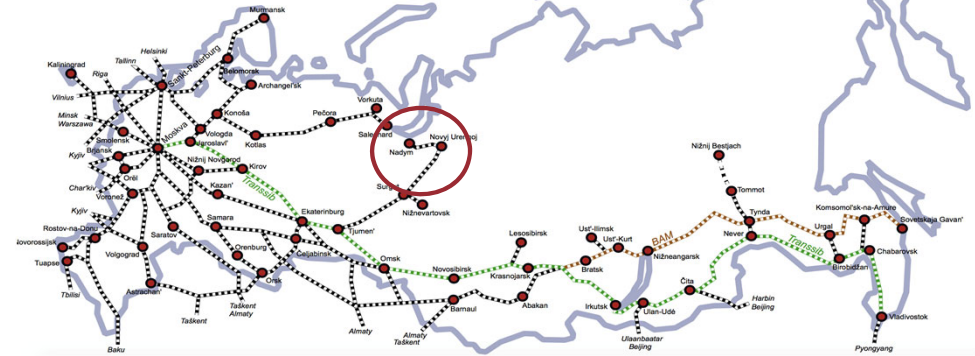 Murmansk
Helsinki
Tallinn
Sankt-Peterburg
Kaliningrad
Riga
Belomorsk
Archangel'sk
Vilnius
Minsk
Warszawa
Konoša
Pečora
Vorkuta
Smolensk
Moskva
Vologda
Jaroslavl'
Kotlas
Novyj Urengoj
Nadym
Brjansk
Kyjiv
Nižnij Novgorod
Kirov
Transsib
Orël
Char'kiv
Voronež
Kazan'
Surgut
Nižnevartovsk
Nižnij Bestjach
Tommot
Kyjiv
Rostov-na-Donu
Samara
Ekaterinburg
Tjumen'
Lesosibirsk
Ust'-Ilimsk
Ust'-Kurt
BAM
Nižneangarsk
Tynda
Never
Komsomol'sk-na-Amure
Urgal
Sovetskaja Gavan'
Transsib
Chabarovsk
Birobidžan
Tuapse
Volgograd
Saratov
Orenburg
Čeljabinsk
Orsk
Omsk
Novosibirsk
Krasnojarsk
Bratsk
Tbilisi
Astrachan'
Taškent
Almaty
Taškent
Almaty
Almaty
Taškent
Barnaul
Abakan
Irkutsk
Ulan-Udė
Čita
Harbin
Beijing
Ulaanbaatar
Beijing
Vladivostok
Pyongyang
Baku